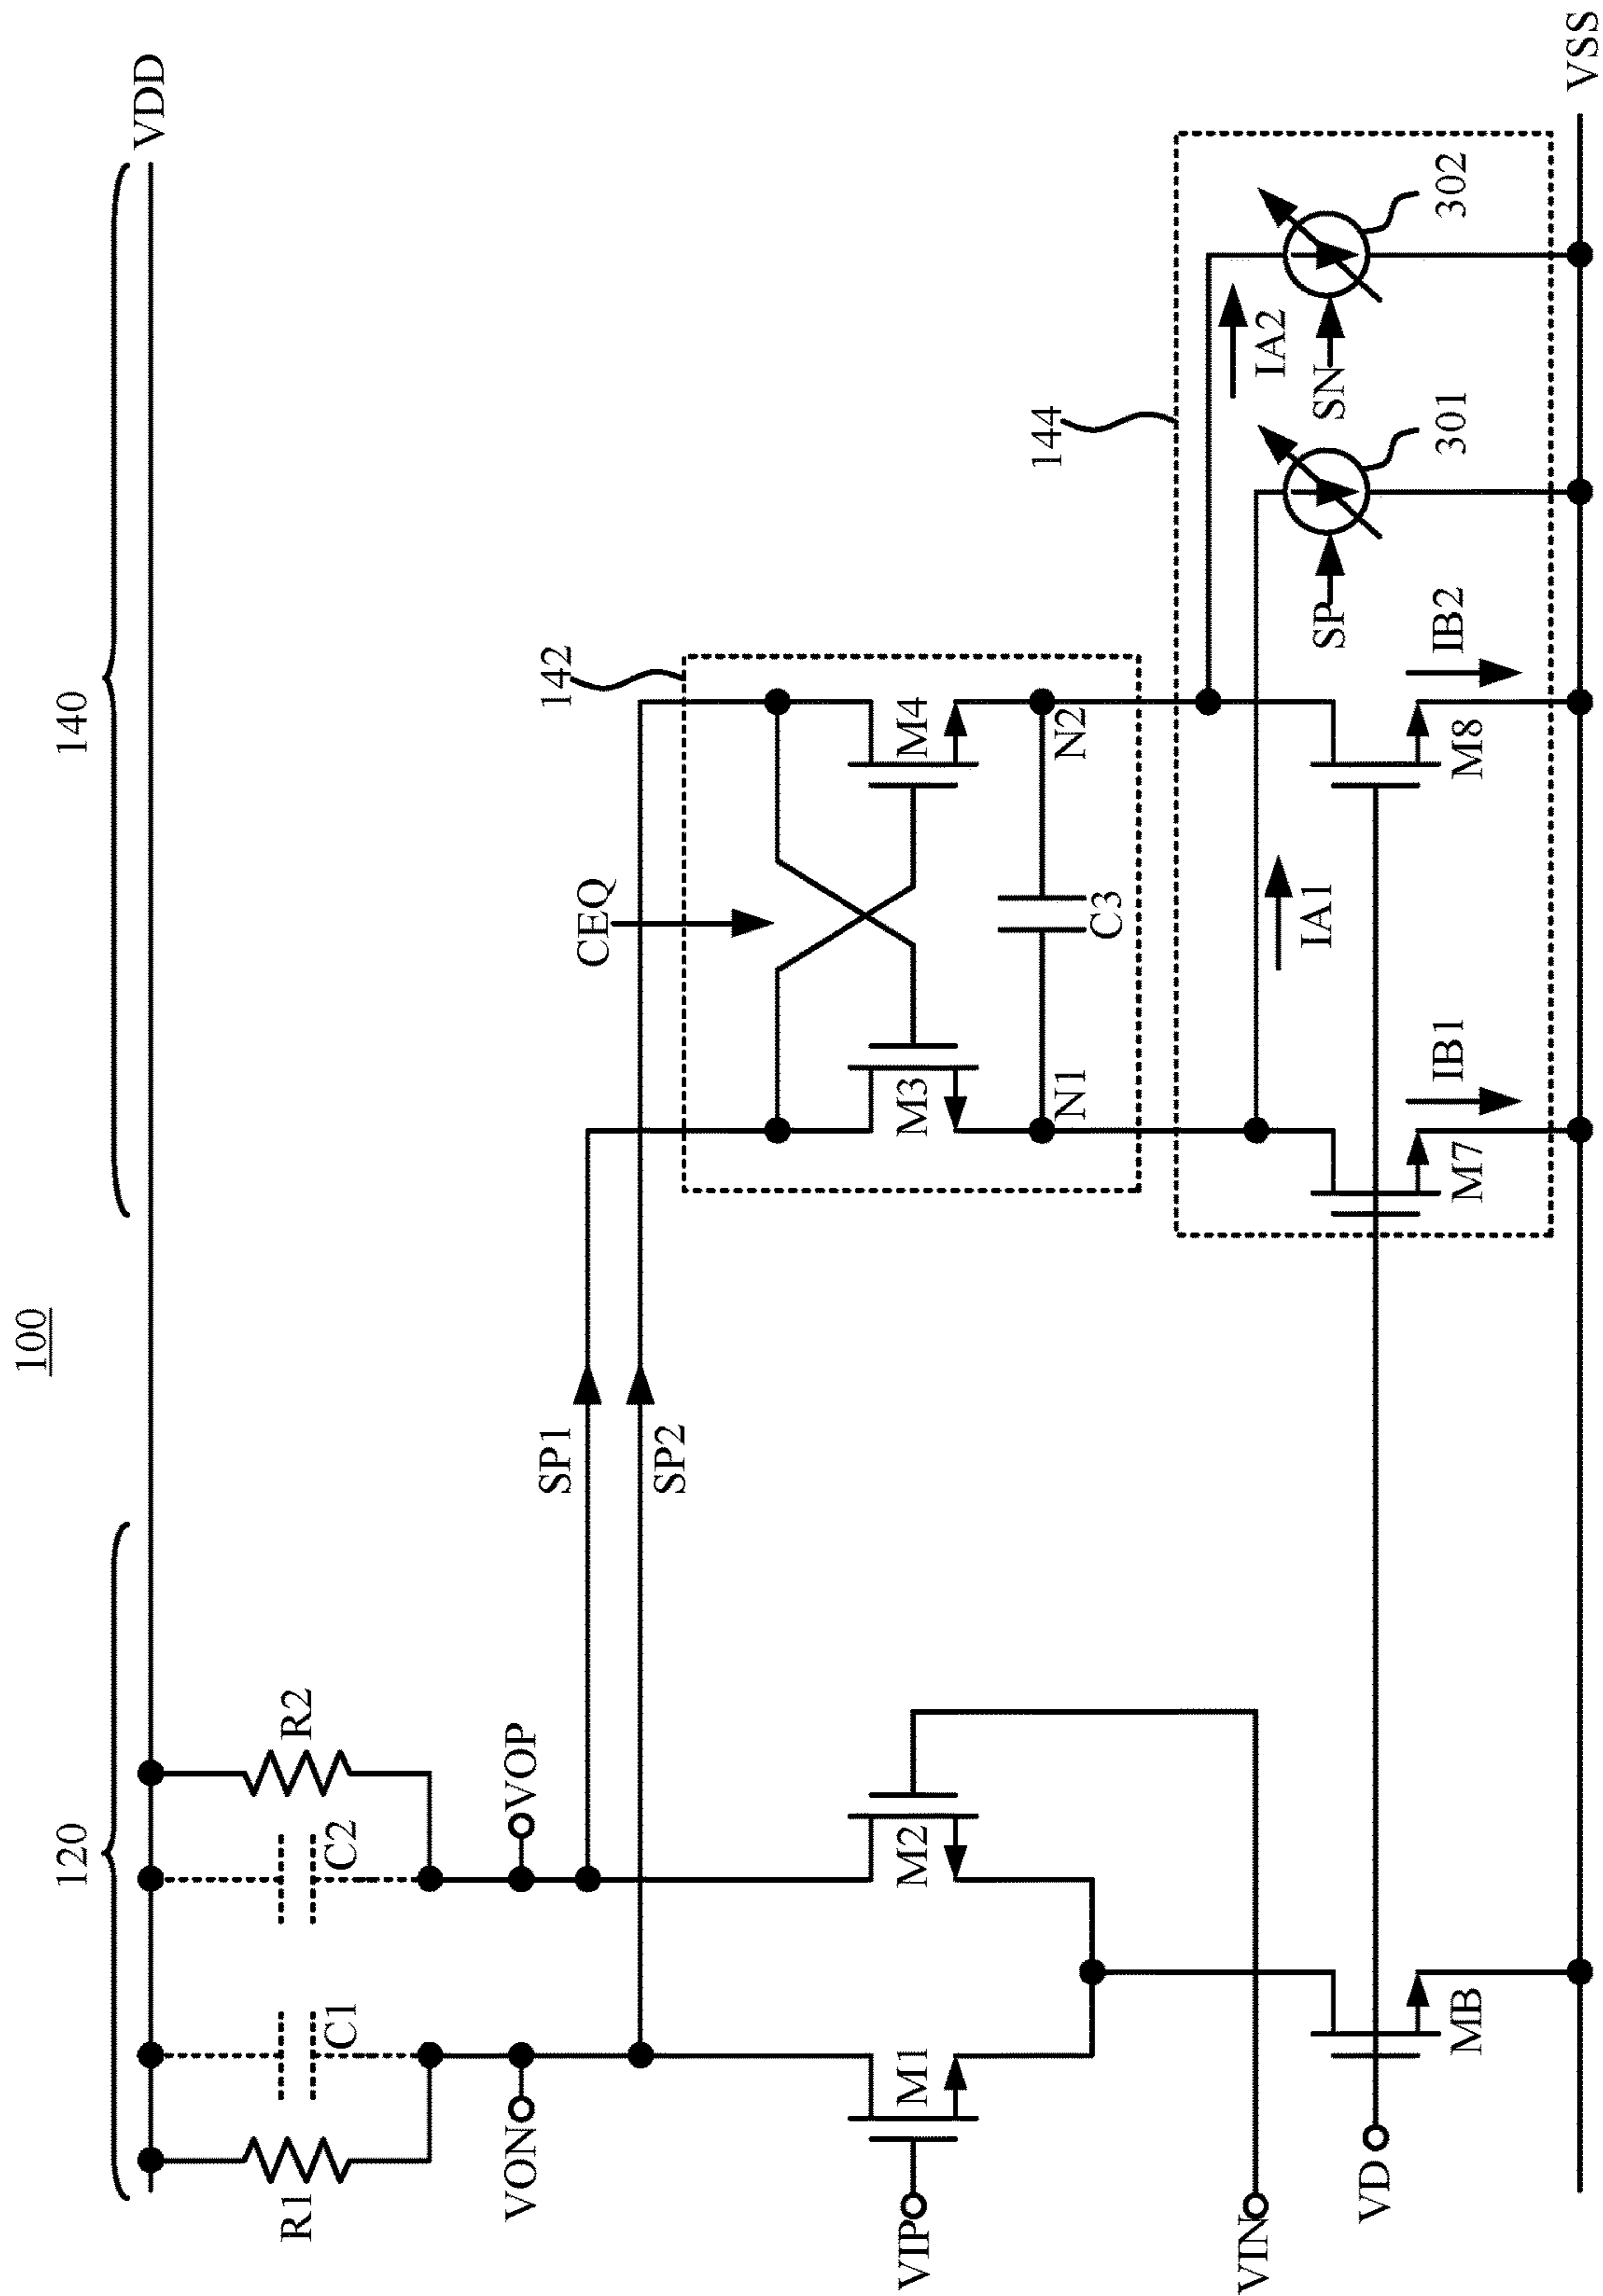 100
120
140
VDD
R1
C1
C2
R2
VON
VOP
SP1
SP2
CEQ
142
VIP
M1
M2
M3
M4
N1
C3
N2
144
VIN
IA1
IA2
VD
MB
M7
IB1
M8
IB2
SP
301
SN
302
VSS